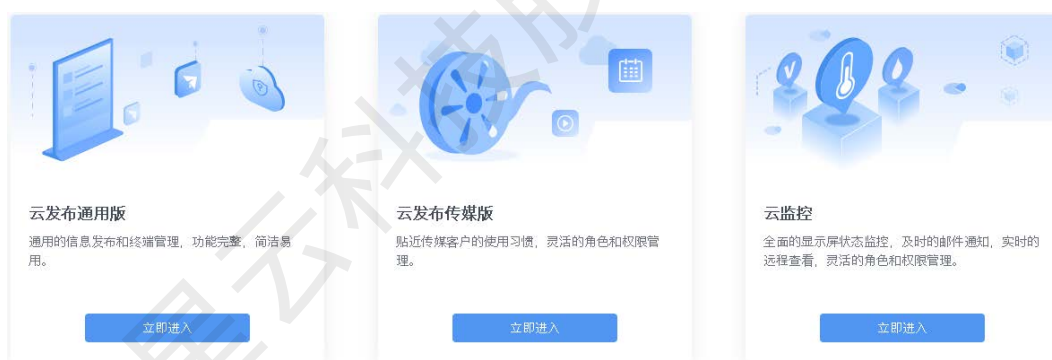 云发布通用版
通用的信息发布和终端管理，功能完整，简洁易
用。
立即进入
云发布传媒版
贴近传媒客户的使用习惯，灵活的角色和权限管
理。
立即进入
云监控
全面的显示屏状态监控，及时的邮件通知，实时的
远程查看，灵活的角色和权限管理。
立即进入
星云科技股